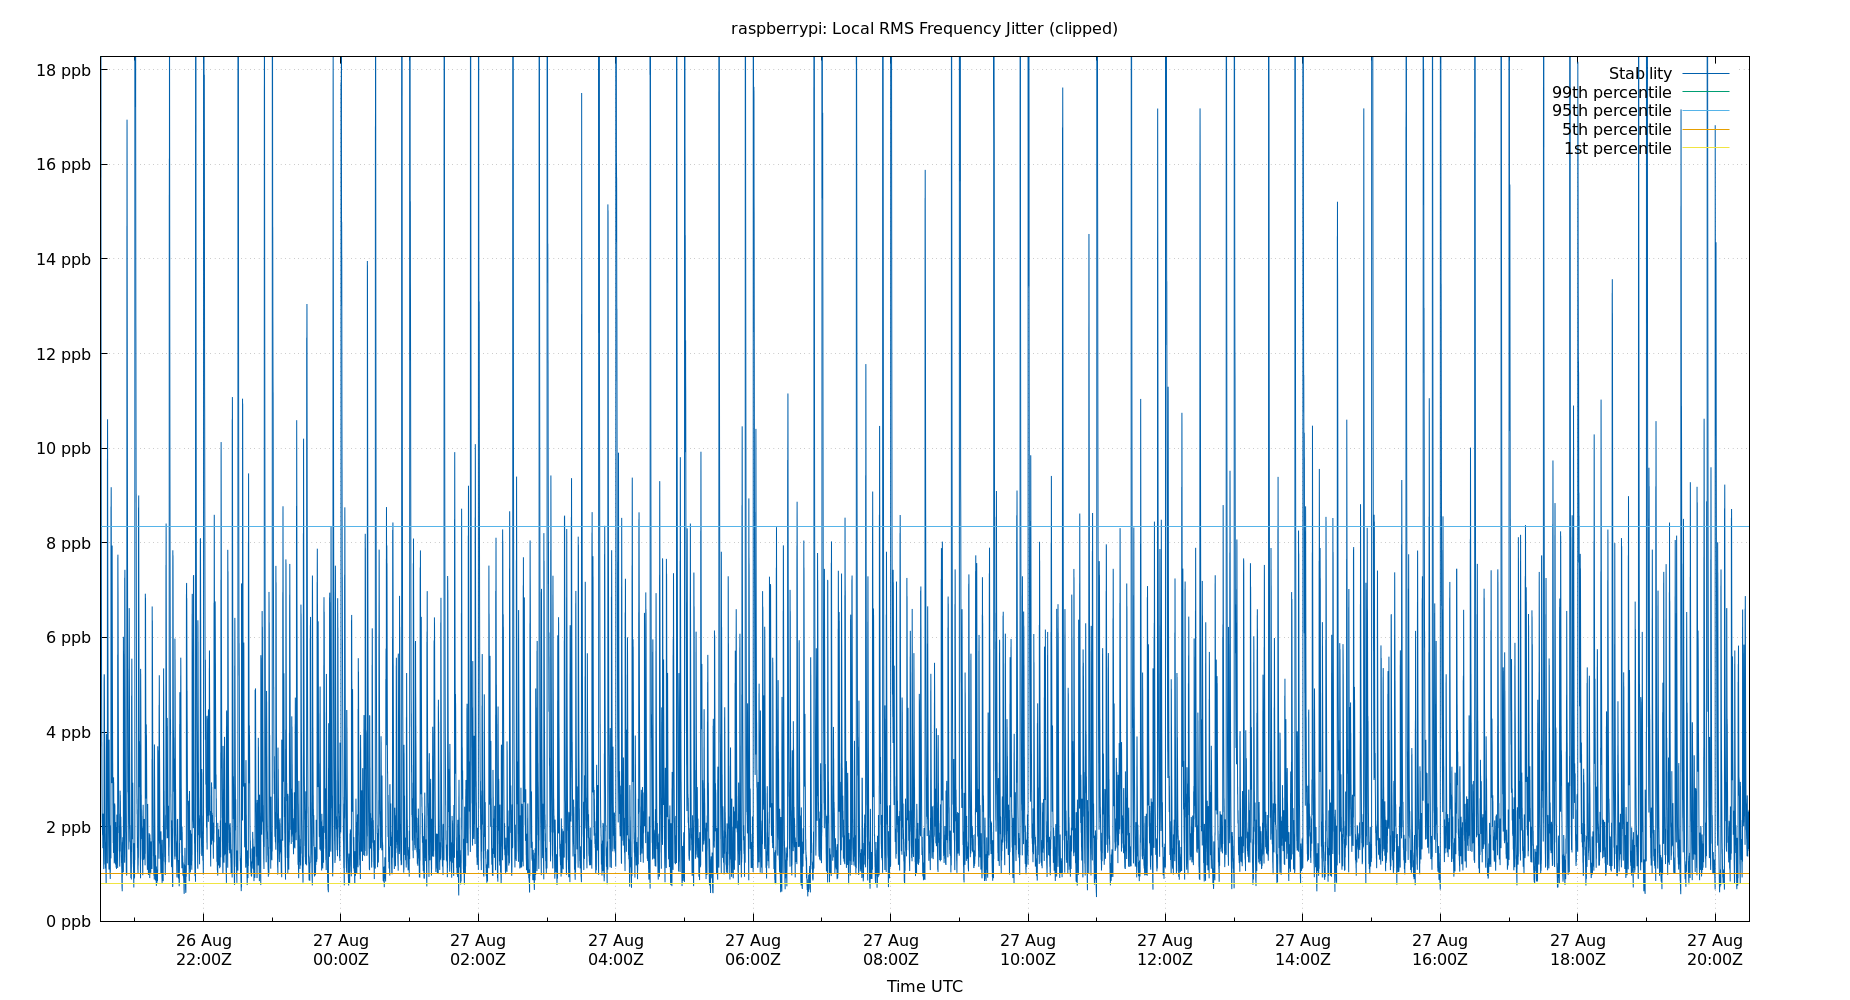 raspberrypi: Local RMS Frequency Jitter (clipped)
18 ppb
16 ppb
14 ppb
12 ppb
10 ppb
8 ppb
6 ppb
4 ppb
2 ppb
0 ppb
Stability
99th percentile
95th percentile
5th percentile
1st percentile
26 Aug 27 Aug 27 Aug 27 Aug 27 Aug 27 Aug 27 Aug 27 Aug 27 Aug 27 Aug 27 Aug 27 Aug
22:00Z 00:00Z 02:00Z 04:00Z 06:00Z 08:00Z 10:00Z 12:00Z 14:00Z 16:00Z 18:00Z 20:00Z
Time UTC